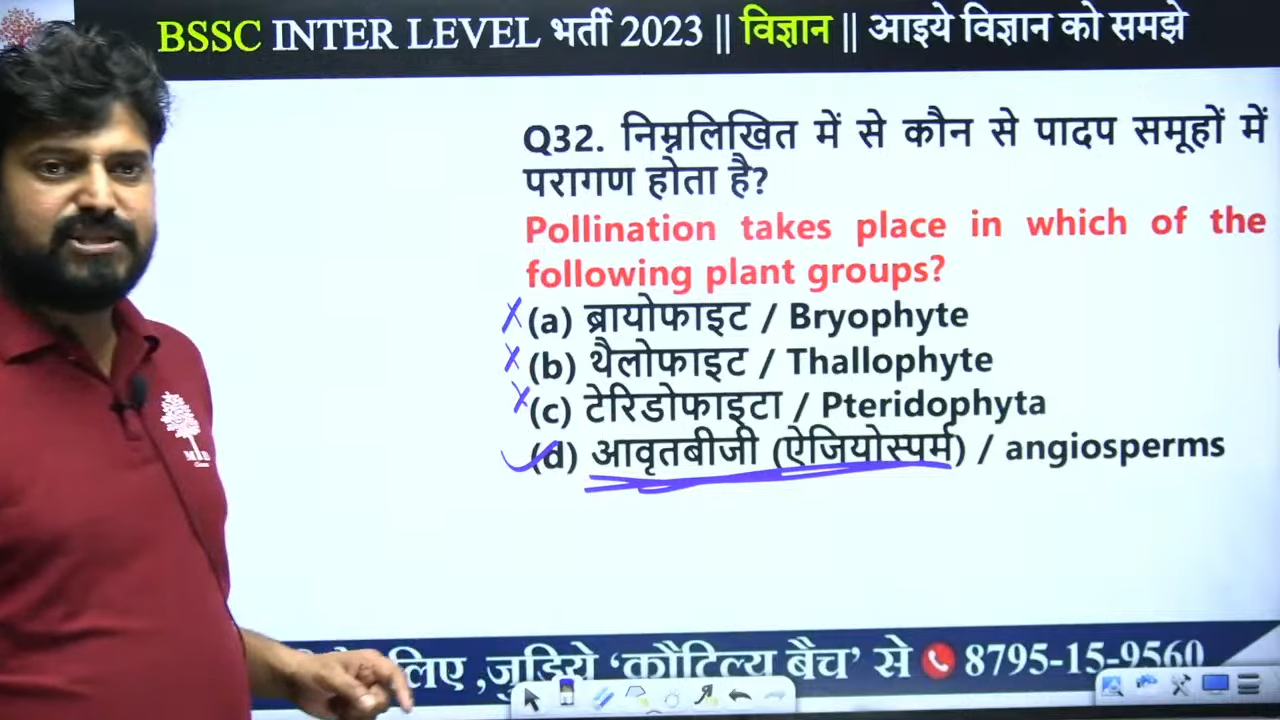 BSSC INTER LEVEL भर्ती 2023 || विज्ञान || आइये विज्ञान को समझे
Q32. निम्नलिखित में से कौन से पादप समूहों में
परागण होता है?
Pollination takes place in which of the
following plant groups?
(a) ब्रायोफाइट / Bryophyte
(b) थैलोफाइट / Thallophyte
(c) टेरिडोफाइटा / Pteridophyta
(d) आवृतबीजी (ऐजियोस्पर्म) / angiosperms
लिए ,जुडिये ‘कौटिल्य बैच’ से 8795-15-9560